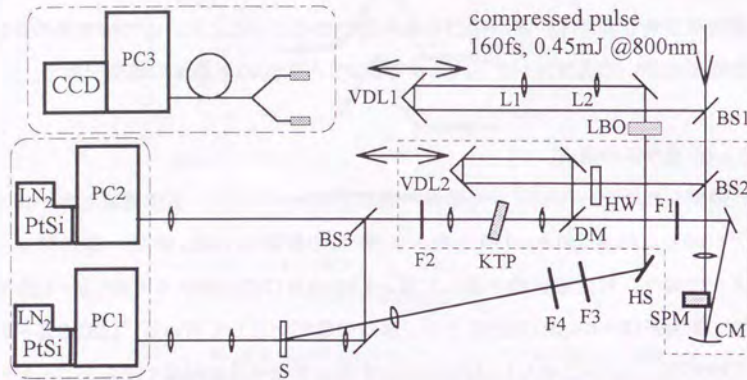 compressed pulse
160fs, 0.45mJ @800nm
PC3
CCD
VDL1
L1
L2
LBO
BS1
LN2
PtSi
PC2
VDL2
HW
BS2
F1
BS3
F2
KTP
DM
LN2
PtSi
PC1
S
F4
F3
HS
SPM
CM